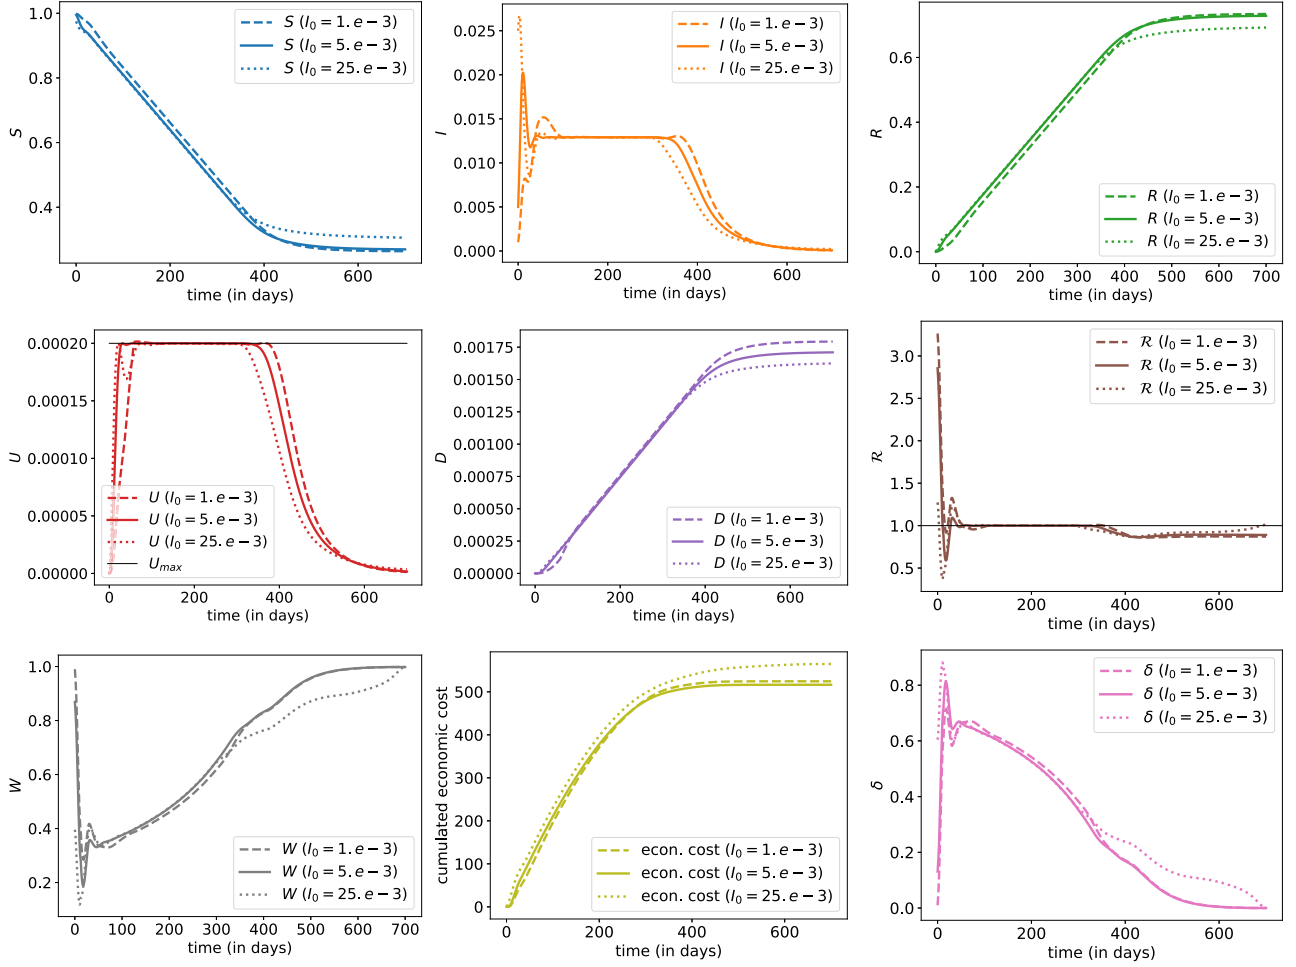 S (I₀ = 1. e − 3)
S (I₀ = 5. e − 3)
S (I₀ = 25. e − 3)
1.0
0.8
0.6
0.4
S
0
200
400
600
time (in days)
I (I₀ = 1. e − 3)
I (I₀ = 5. e − 3)
I (I₀ = 25. e − 3)
0.025
0.020
0.015
0.010
0.005
0.000
I
0
200
400
600
time (in days)
R (I₀ = 1. e − 3)
R (I₀ = 5. e − 3)
R (I₀ = 25. e − 3)
0.6
0.4
0.2
0.0
R
0
100
200
300
400
500
600
700
time (in days)
0.00020
0.00015
0.00010
0.00005
0.00000
U
U (I₀ = 1. e − 3)
U (I₀ = 5. e − 3)
U (I₀ = 25. e − 3)
Uₘₐₓ
0
200
400
600
time (in days)
0.00175
0.00150
0.00125
0.00100
0.00075
0.00050
0.00025
0.00000
D
D (I₀ = 1. e − 3)
D (I₀ = 5. e − 3)
D (I₀ = 25. e − 3)
0
200
400
600
time (in days)
ℛ (I₀ = 1. e − 3)
ℛ (I₀ = 5. e − 3)
ℛ (I₀ = 25. e − 3)
3.0
2.5
2.0
1.5
1.0
0.5
ℛ
0
200
400
600
time (in days)
1.0
0.8
0.6
0.4
0.2
W
W (I₀ = 1. e − 3)
W (I₀ = 5. e − 3)
W (I₀ = 25. e − 3)
0
100
200
300
400
500
600
700
time (in days)
500
400
300
200
100
0
cumulated economic cost
econ. cost (I₀ = 1. e − 3)
econ. cost (I₀ = 5. e − 3)
econ. cost (I₀ = 25. e − 3)
0
200
400
600
time (in days)
δ (I₀ = 1. e − 3)
δ (I₀ = 5. e − 3)
δ (I₀ = 25. e − 3)
0.8
0.6
0.4
0.2
0.0
δ
0
200
400
600
time (in days)